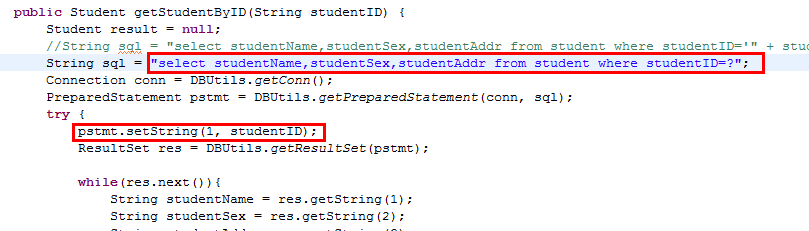 public Student getStudentByID(String studentID) {
Student result = null;
//String sql = "select studentName,studentSex,studentAddr from student where studentID='" + stud
String sql = "select studentName,studentSex,studentAddr from student where studentID=?";
Connection conn = DBUtils.getConn();
PreparedStatement pstmt = DBUtils.getPreparedStatement(conn, sql);
try {
pstmt.setString(1, studentID);
ResultSet res = DBUtils.getResultSet(pstmt);
while(res.next()){
String studentName = res.getString(1);
String studentSex = res.getString(2);